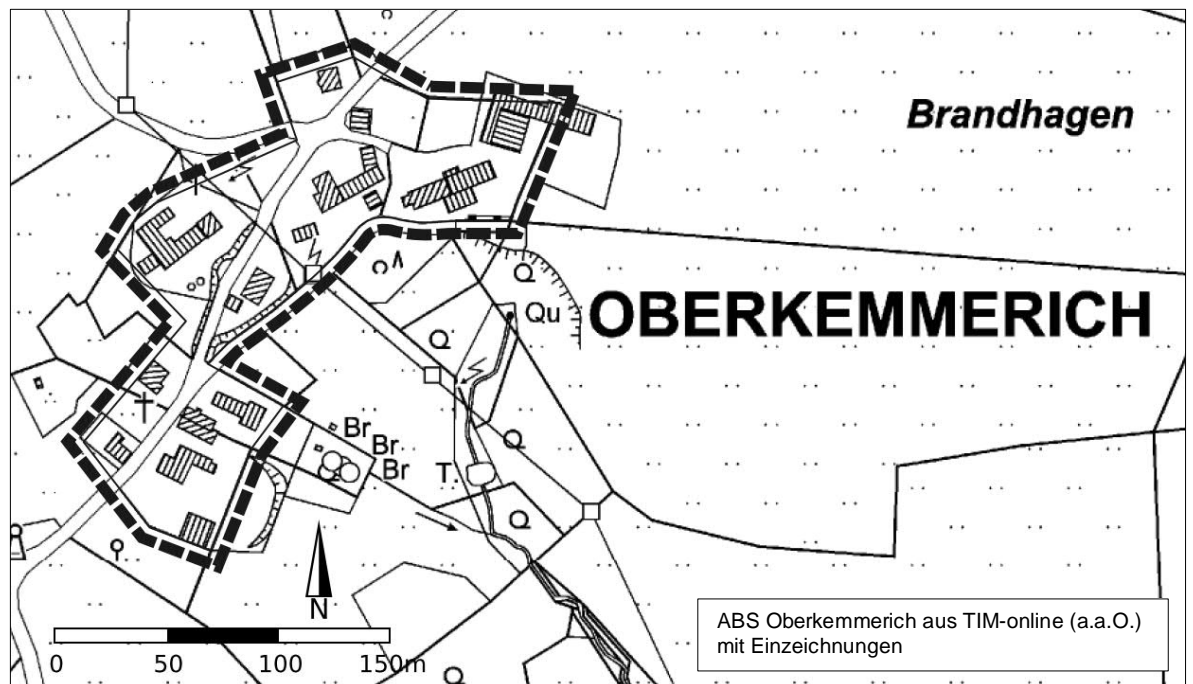 Brandhagen
OBERKEMMERICH
Qu
Br
Br
Br
T.
N
0 50 100 150m
ABS Oberkemmerich aus TIM-online (a.a.O.)
mit Einzeichnungen